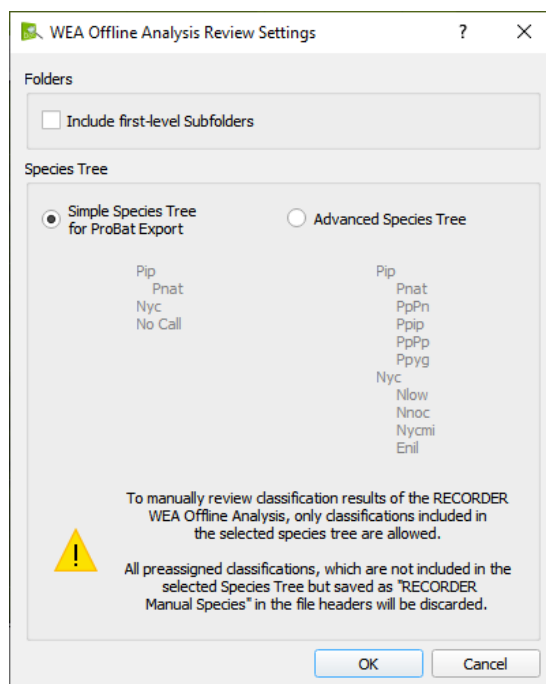 WEA Offline Analysis Review Settings
?
Folders
Include first-level Subfolders
Species Tree
Simple Species Tree
for ProBat Export
Advanced Species Tree
Pip
Pnat
Nyc
No Call
Pip
Pnat
PpPn
Ppip
PpPp
Ppyg
Nyc
Nlow
Nnoc
Nycmi
Enil
To manually review classification results of the RECORDER
WEA Offline Analysis, only classifications included in
the selected species tree are allowed.
All preassigned classifications, which are not included in the
selected Species Tree but saved as "RECORDER
Manual Species" in the file headers will be discarded.
OK
Cancel